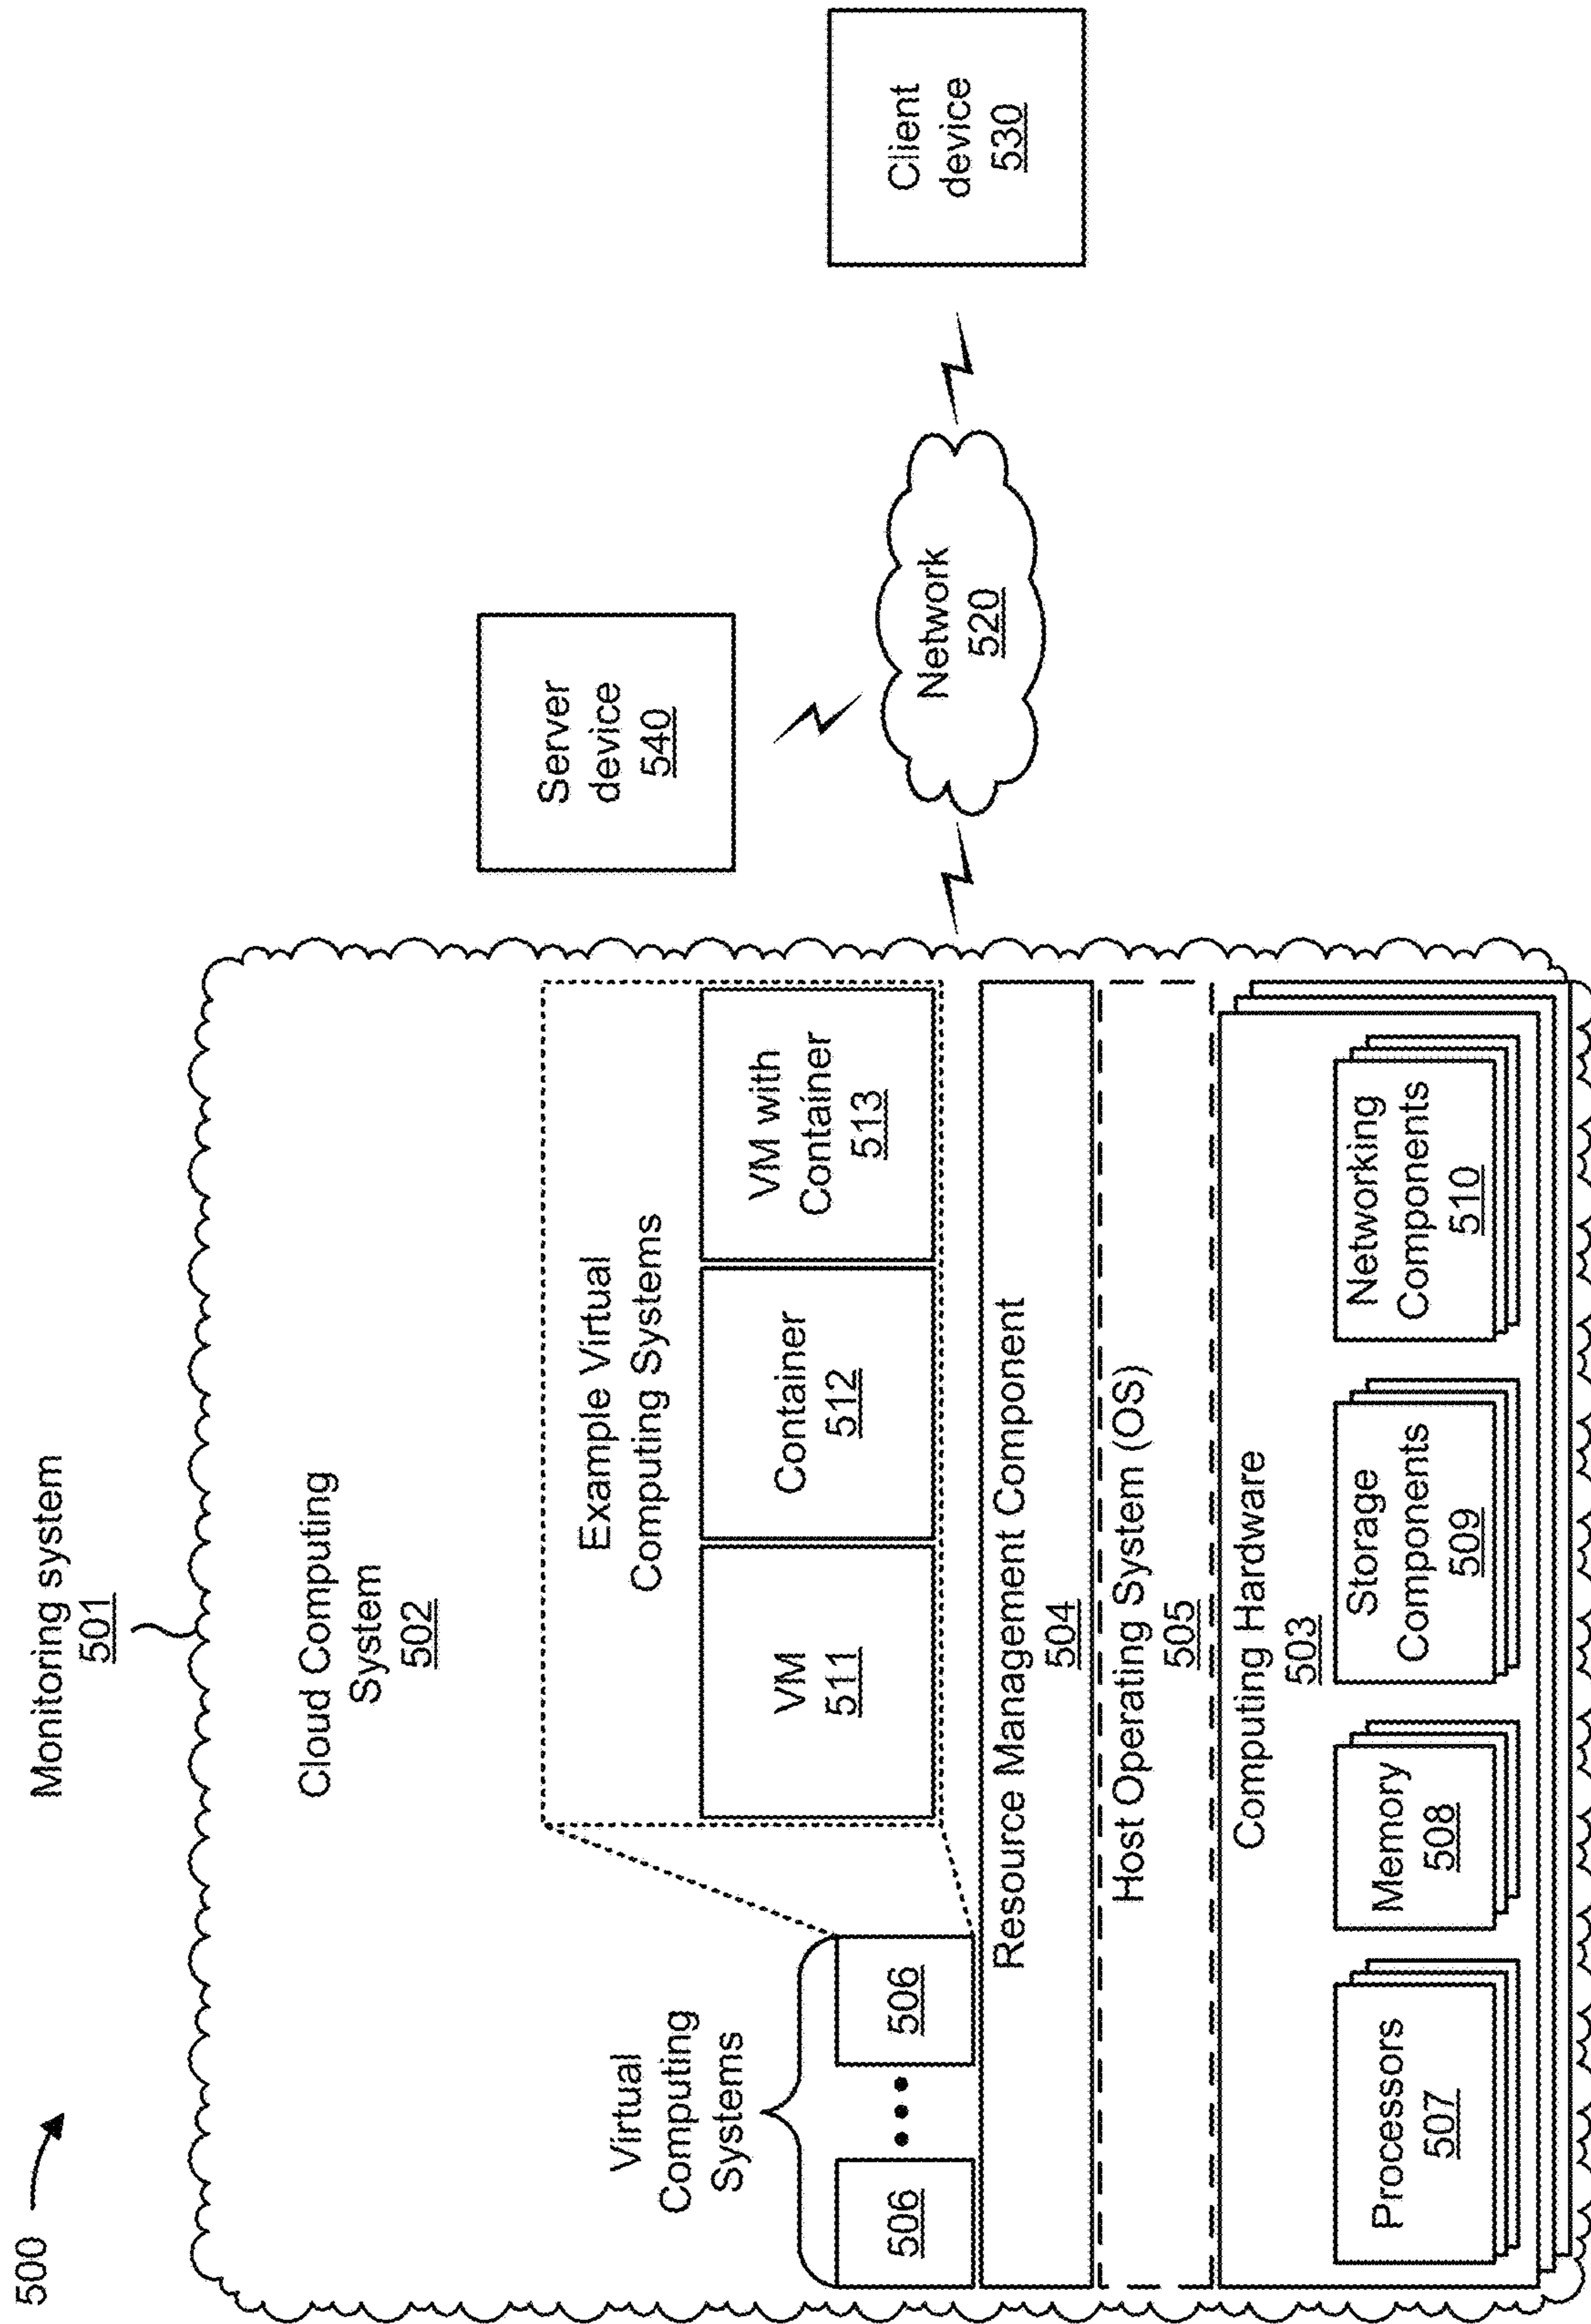 500
Monitoring system
501
Cloud Computing
System
502
Virtual
Computing
Systems
506
506
Example Virtual
Computing Systems
VM
511
Container
512
VM with
Container
513
Resource Management Component
504
Host Operating System (OS)
505
Computing Hardware
503
Processors
507
Memory
508
Storage
Components
509
Networking
Components
510
Server
device
540
Network
520
Client
device
530